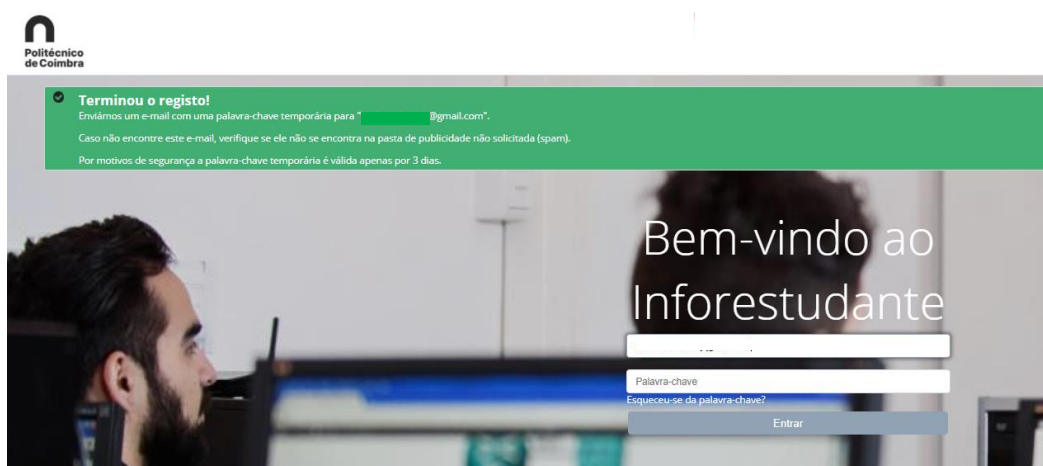 Politécnico
de Coimbra
Terminou o registo!
Enviámos um e-mail com uma palavra-chave temporária para "@gmail.com".
Caso não encontre este e-mail, verifique se ele não se encontra na pasta de publicidade não solicitada (spam).
Por motivos de segurança a palavra-chave temporária é válida apenas por 3 dias.
Bem-vindo ao
Inforestudante
Palavra-chave
Esqueceu-se da palavra-chave?
Entrar